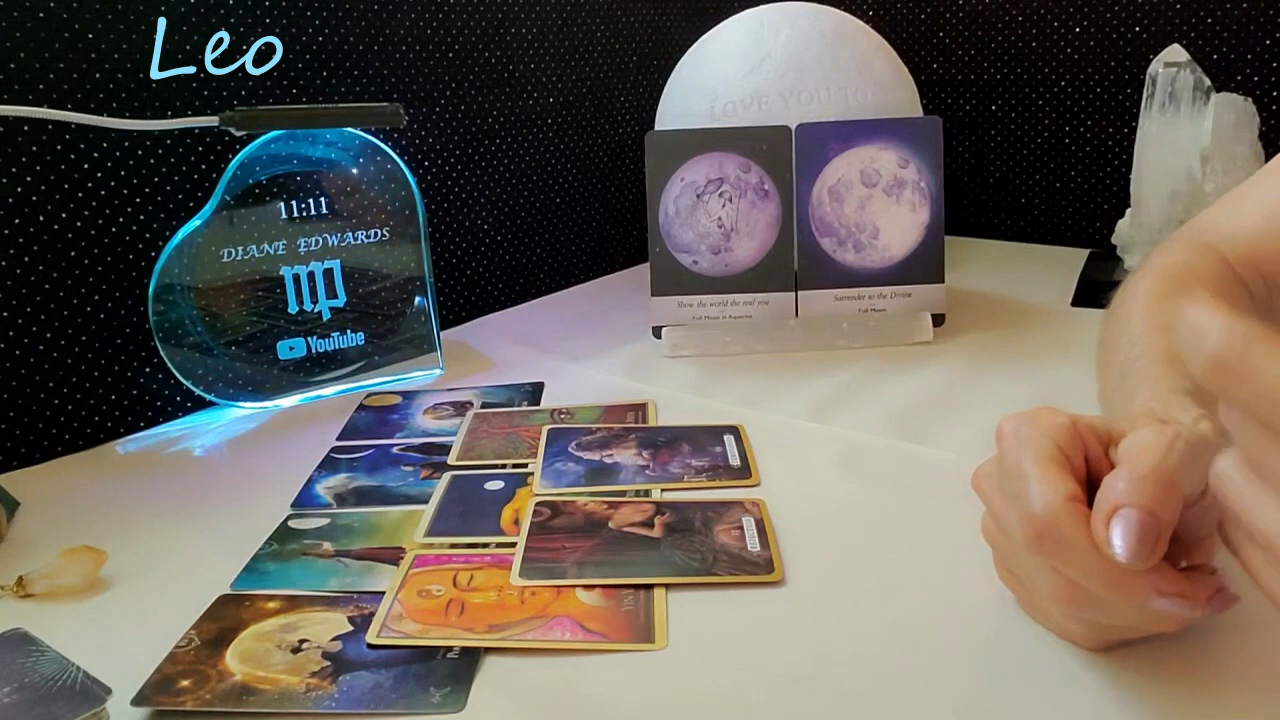 Leo
11:11
DIANE EDWARDS
YouTube
LOVE YOU TO
Show the world the real you
Full Moon in Aquarius
Surrender to the Divine
Full Moon